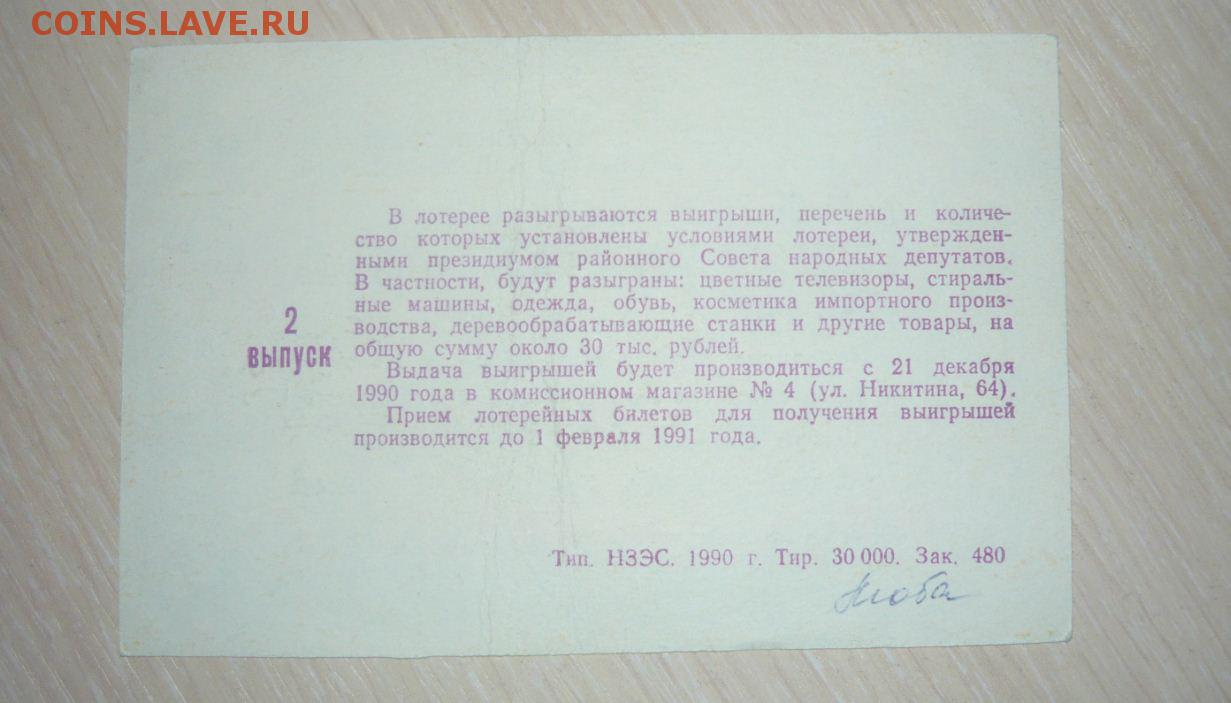 COINS.LAVE.RU
В лотерее разыгрываются выигрыши, перечень и количе-
ство которых установлены условиями лотереи, утвержден-
ными президиумом районного Совета народных депутатов.
В частности, будут разыграны: цветные телевизоры, стираль-
ные машины, одежда, обувь, косметика импортного произ-
водства, деревообрабатывающие станки и другие товары, на
общую сумму около 30 тыс. рублей.
Выдача выигрышей будет производиться с 21 декабря
1990 года в комиссионном магазине № 4 (ул. Никитина, 64).
Прием лотерейных билетов для получения выигрышей
производится до 1 февраля 1991 года.
2
ВЫПУСК
Тип. НЗЭС. 1990 г. Тир. 30 000. Зак. 480